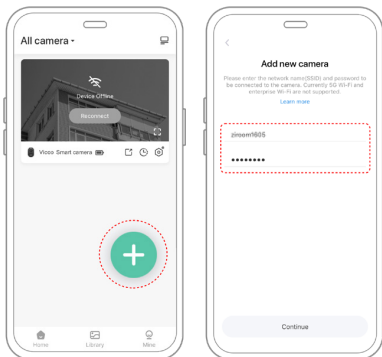 All camera
Device Offline
Reconnect
Vicoo Smart camera
Home
Library
Mine
Add new camera
Please enter the network name(SSID) and password to
be connected to the camera. Currently 5G Wi-Fi and
enterprise Wi-Fi are not supported.
Learn more
ziroom1605
••••••••
Continue